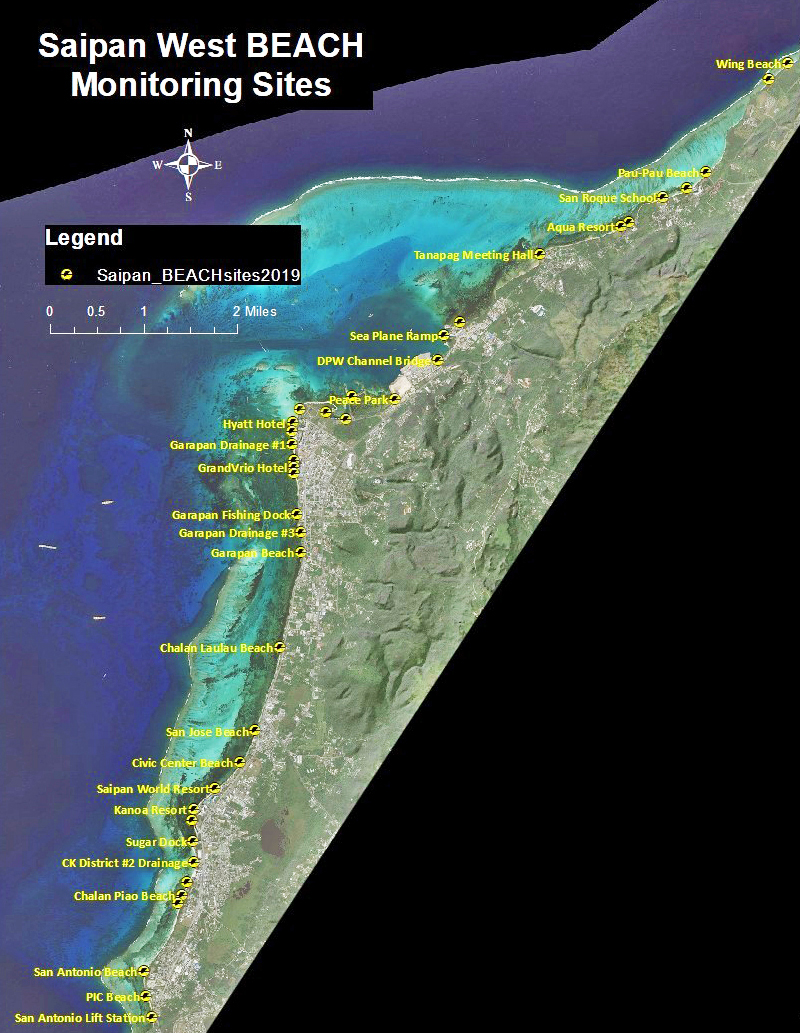 Saipan West BEACH
Monitoring Sites
N
W E
S
Legend
Saipan_BEACHsites2019
0 0.5 1 2 Miles
Wing Beach
Pau-Pau Beach
San Roque School
Aqua Resort
Tanapag Meeting Hall
Sea Plane Ramp
DPW Channel Bridge
Peace Park
Hyatt Hotel
Garapan Drainage #1
GrandVrio Hotel
Garapan Fishing Dock
Garapan Drainage #3
Garapan Beach
Chalan Laulau Beach
San Jose Beach
Civic Center Beach
Saipan World Resort
Kanoa Resort
Sugar Dock
CK District #2 Drainage
Chalan Piao Beach
San Antonio Beach
PIC Beach
San Antonio Lift Station